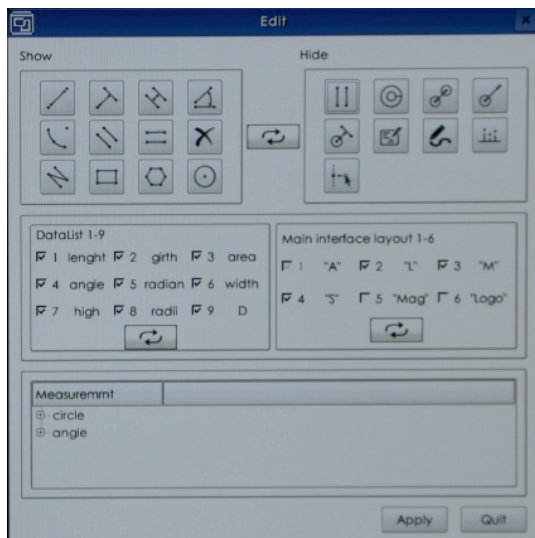 Edit
Show
Hide
DataList 1-9
1 lenght 2 girth 3 area
4 angle 5 radian 6 width
7 high 8 radii 9 D
Main interface layout 1-6
1 "A" 2 "L" 3 "M"
4 "S" 5 "Mag" 6 "Logo"
Measuremrnt
circle
angle
Apply
Quit